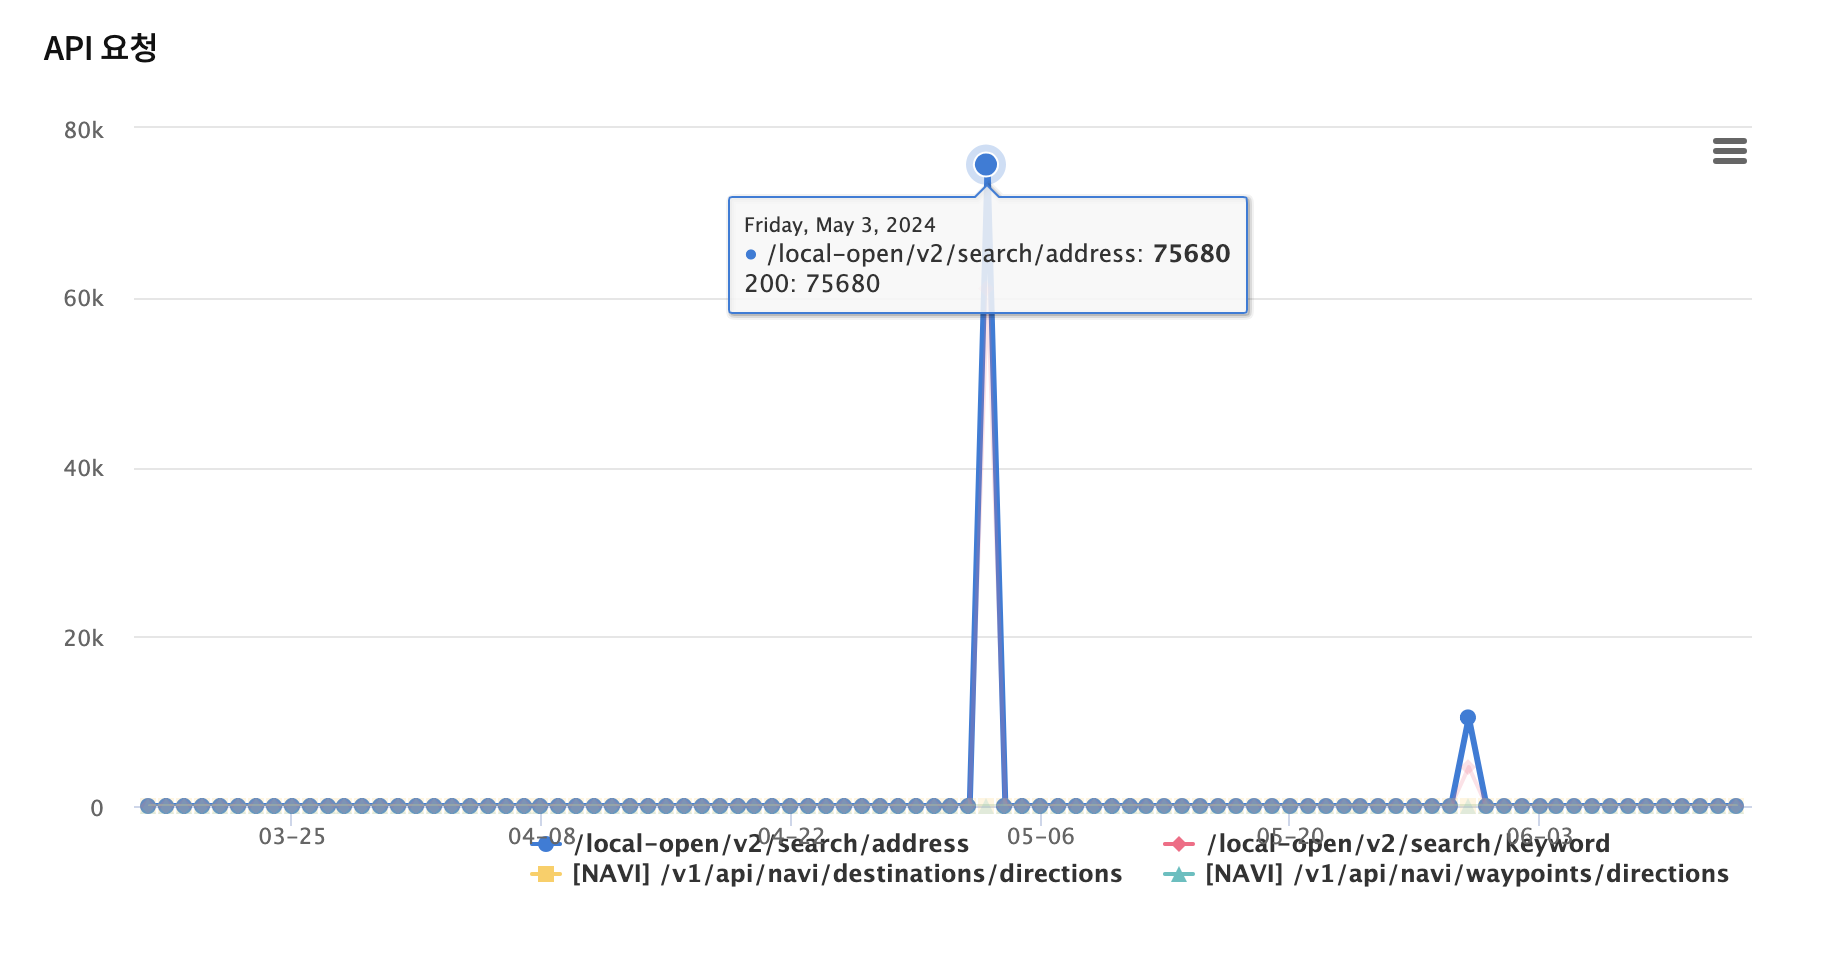 API 요청
80k
60k
40k
20k
0
Friday, May 3, 2024
/local-open/v2/search/address: 75680
200: 75680
03-25
04-08
04-22
05-06
05-20
06-03
/local-open/v2/search/address
/local-open/v2/search/keyword
[NAVI] /v1/api/navi/destinations/directions
[NAVI] /v1/api/navi/waypoints/directions